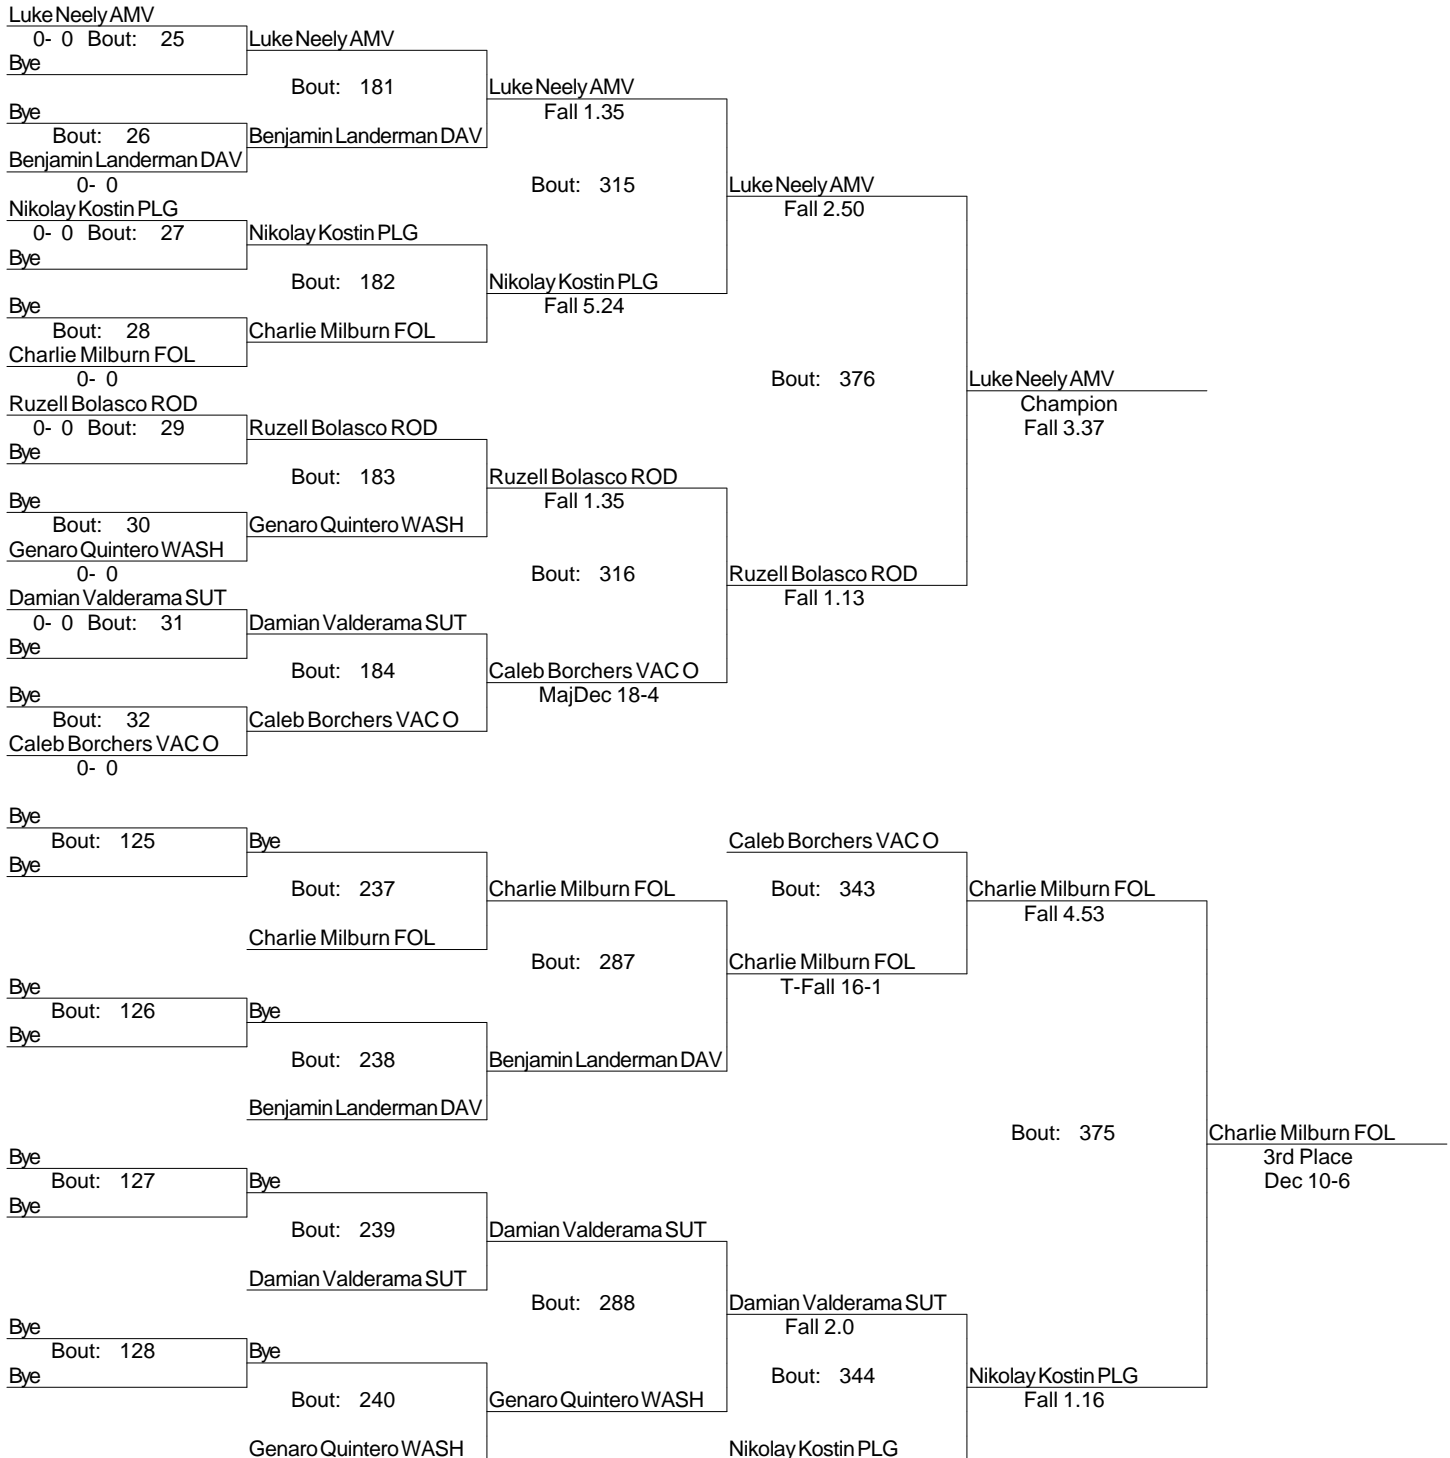 Luke Neely AMV
0- 0 Bout: 25
Luke Neely AMV
Bye
Bout: 181
Luke Neely AMV
Bye
Fall 1.35
Bout: 26
Benjamin Landerman DAV
Benjamin Landerman DAV
0- 0
Bout: 315
Luke Neely AMV
Nikolay Kostin PLG
Fall 2.50
0- 0 Bout: 27
Nikolay Kostin PLG
Bye
Bout: 182
Nikolay Kostin PLG
Bye
Fall 5.24
Bout: 28
Charlie Milburn FOL
Charlie Milburn FOL
0- 0
Bout: 376
Luke Neely AMV
Ruzell Bolasco ROD
Champion
0- 0 Bout: 29
Ruzell Bolasco ROD
Fall 3.37
Bye
Bout: 183
Ruzell Bolasco ROD
Bye
Fall 1.35
Bout: 30
Genaro Quintero WASH
Genaro Quintero WASH
0- 0
Bout: 316
Ruzell Bolasco ROD
Damian Valderama SUT
Fall 1.13
0- 0 Bout: 31
Damian Valderama SUT
Bye
Bout: 184
Caleb Borchers VAC O
Bye
MajDec 18-4
Bout: 32
Caleb Borchers VAC O
Caleb Borchers VAC O
0- 0
Bye
Bout: 125
Bye
Caleb Borchers VAC O
Bye
Bout: 237
Charlie Milburn FOL
Bout: 343
Charlie Milburn FOL
Fall 4.53
Charlie Milburn FOL
Bout: 287
Charlie Milburn FOL
Bye
T-Fall 16-1
Bout: 126
Bye
Bye
Bout: 238
Benjamin Landerman DAV
Benjamin Landerman DAV
Bout: 375
Charlie Milburn FOL
Bye
3rd Place
Bout: 127
Bye
Dec 10-6
Bye
Bout: 239
Damian Valderama SUT
Damian Valderama SUT
Bout: 288
Damian Valderama SUT
Bye
Fall 2.0
Bout: 128
Bye
Bye
Bout: 344
Nikolay Kostin PLG
Bout: 240
Genaro Quintero WASH
Fall 1.16
Genaro Quintero WASH
Nikolay Kostin PLG